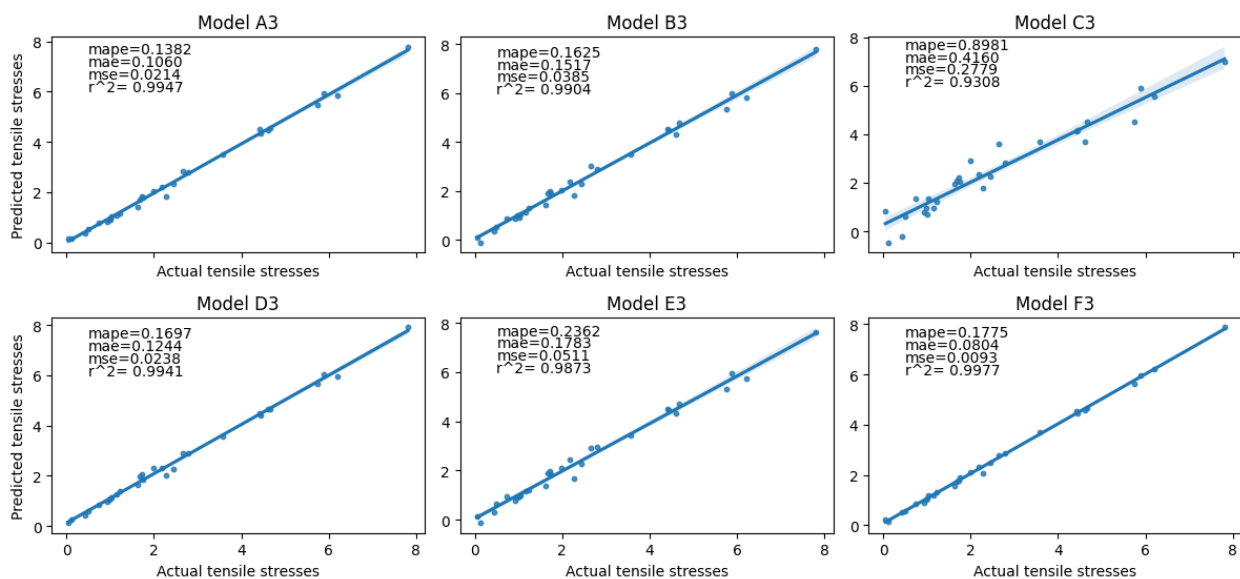 Model A3
mape=0.1382
mae=0.1060
mse=0.0214
r^2= 0.9947
Predicted tensile stresses
8
6
4
2
0
Actual tensile stresses
Model B3
mape=0.1625
mae=0.1517
mse=0.0385
r^2= 0.9904
8
6
4
2
0
Actual tensile stresses
Model C3
mape=0.8981
mae=0.4160
mse=0.2779
r^2= 0.9308
8
6
4
2
0
Actual tensile stresses
Model D3
mape=0.1697
mae=0.1244
mse=0.0238
r^2= 0.9941
Predicted tensile stresses
8
6
4
2
0
0 2 4 6 8
Actual tensile stresses
Model E3
mape=0.2362
mae=0.1783
mse=0.0511
r^2= 0.9873
8
6
4
2
0
0 2 4 6 8
Actual tensile stresses
Model F3
mape=0.1775
mae=0.0804
mse=0.0093
r^2= 0.9977
8
6
4
2
0
0 2 4 6 8
Actual tensile stresses